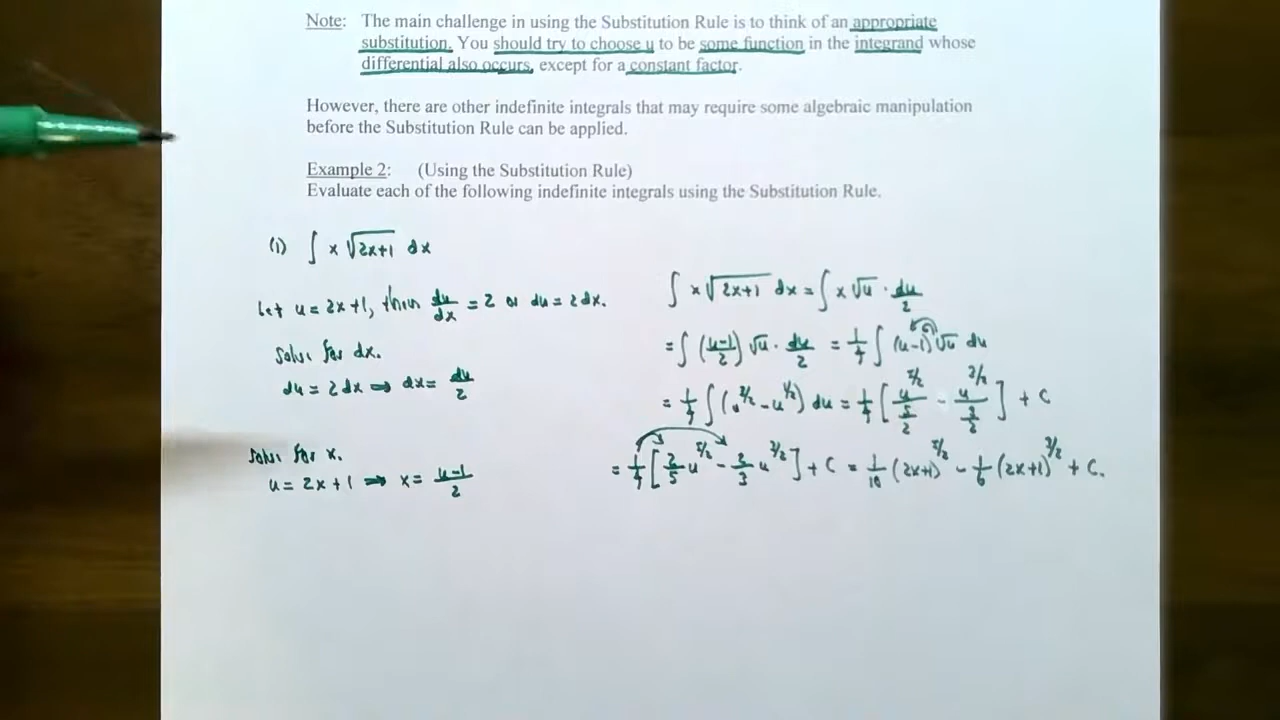 Note: The main challenge in using the Substitution Rule is to think of an appropriate
substitution. You should try to choose u to be some function in the integrand whose
differential also occurs, except for a constant factor.
However, there are other indefinite integrals that may require some algebraic manipulation
before the Substitution Rule can be applied.
Example 2: (Using the Substitution Rule)
Evaluate each of the following indefinite integrals using the Substitution Rule.
(1) ∫ x √(2x+1) dx
Let u = 2x+1, then du/dx = 2 or du = 2dx.
Solve for dx.
du = 2dx ⇒ dx = du/2
Solve for x.
u = 2x+1 ⇒ x = (u-1)/2
∫ x √(2x+1) dx = ∫ x √u · du/2
= ∫ ((u-1)/2) √u · du/2 = 1/4 ∫ (u-1) √u du
= 1/4 ∫ (u^(3/2) - u^(1/2)) du = 1/4 [ u^(5/2)/(5/2) - u^(3/2)/(3/2) ] + C
= 1/4 [ 2/5 u^(5/2) - 2/3 u^(3/2) ] + C = 1/10 (2x+1)^(5/2) - 1/6 (2x+1)^(3/2) + C.